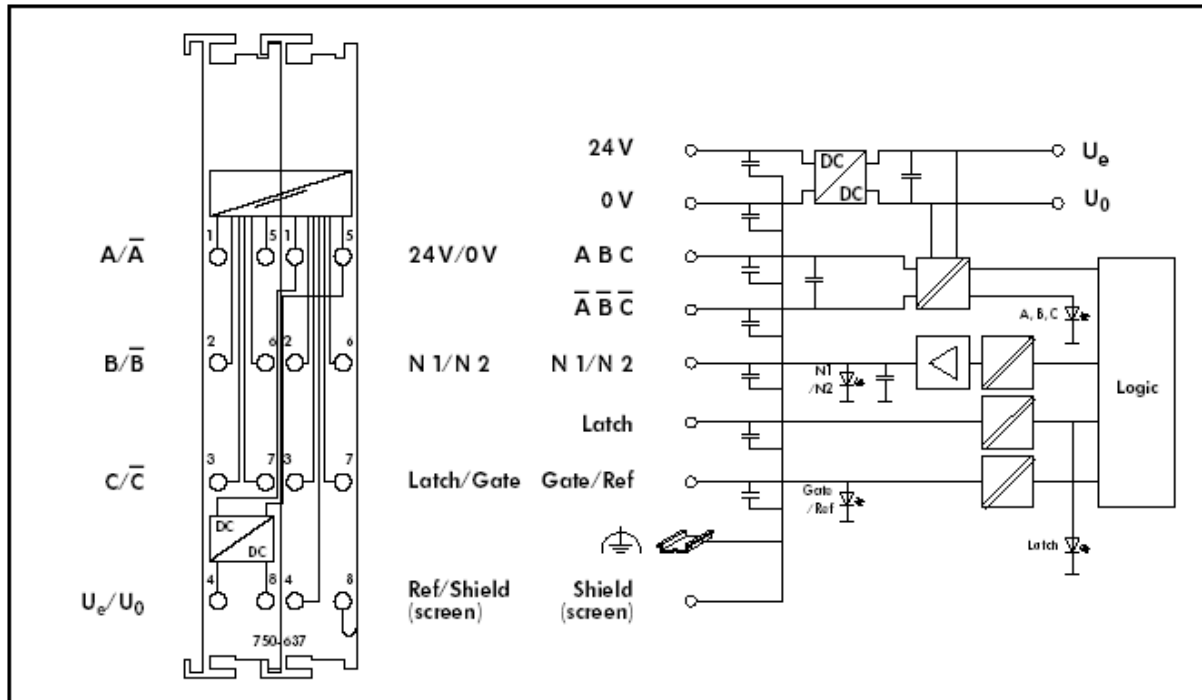 1 5 1 5
A/A̅
24V/0V
2 6 2 6
B/B̅
N 1/N 2
3 7 3 7
C/C̅
Latch/Gate
DC
DC
4 8 4 8
Uₑ/U₀
Ref/Shield
(screen)
750-637
24 V
DC
DC
Uₑ
0 V
U₀
A B C
A̅ B̅ C̅
A, B, C
N 1/N 2
N1
/N2
Logic
Latch
Gate/Ref
Gate
/Ref
Latch
Shield
(screen)